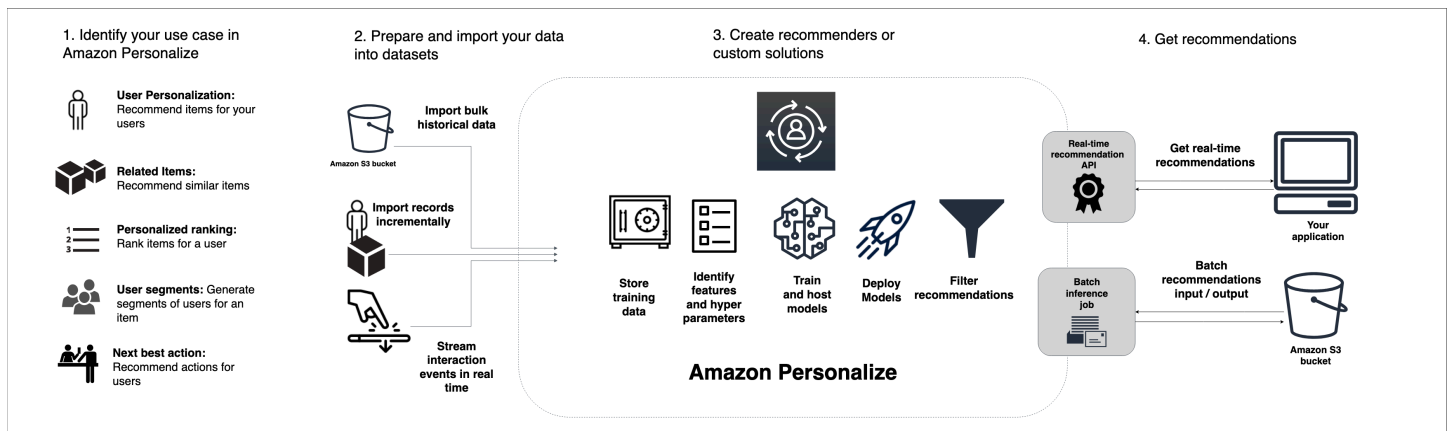 1. Identify your use case in
Amazon Personalize
User Personalization:
Recommend items for your
users
Related Items:
Recommend similar items
1
2
3
Personalized ranking:
Rank items for a user
User segments: Generate
segments of users for an
item
Next best action:
Recommend actions for
users
2. Prepare and import your data
into datasets
Import bulk
historical data
Amazon S3 bucket
Import records
incrementally
Stream
interaction
events in real
time
3. Create recommenders or
custom solutions
Store
training
data
Identify
features
and hyper
parameters
Train
and host
models
Deploy
Models
Filter
recommendations
Amazon Personalize
4. Get recommendations
Real-time
recommendation
API
Get real-time
recommendations
Your
application
Batch
inference
job
Batch
recommendations
input / output
Amazon S3
bucket